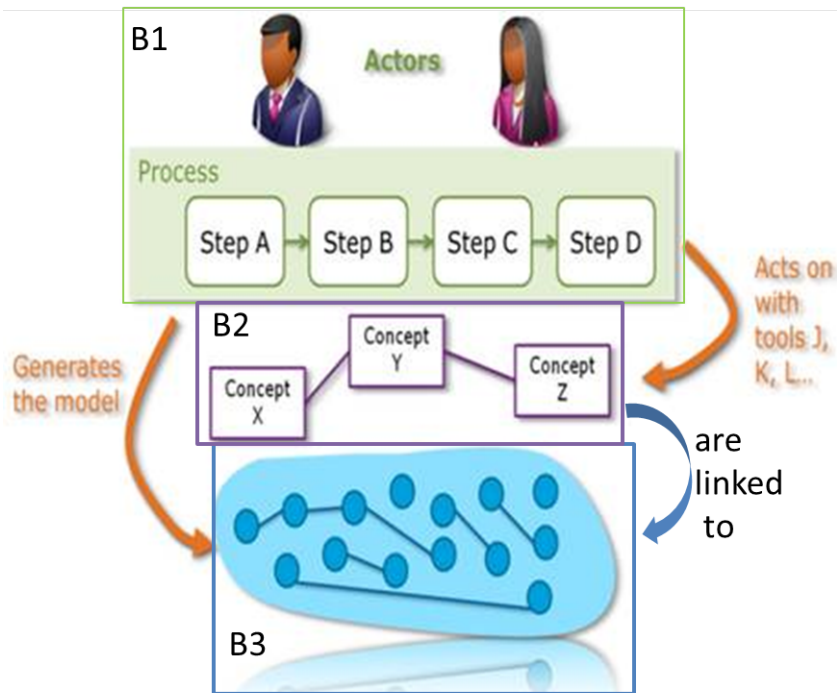 B1
Actors
Process
Step A
Step B
Step C
Step D
Acts on
with
tools J,
K, L...
Generates
the model
B2
Concept
X
Concept
Y
Concept
Z
are
linked
to
B3